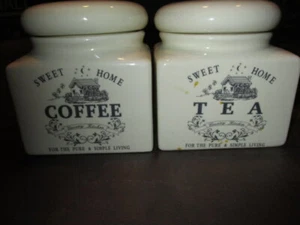 SWEET HOME
COFFEE
FOR THE PURE & SIMPLE LIVING
SWEET HOME
TEA
FOR THE PURE & SIMPLE LIVING